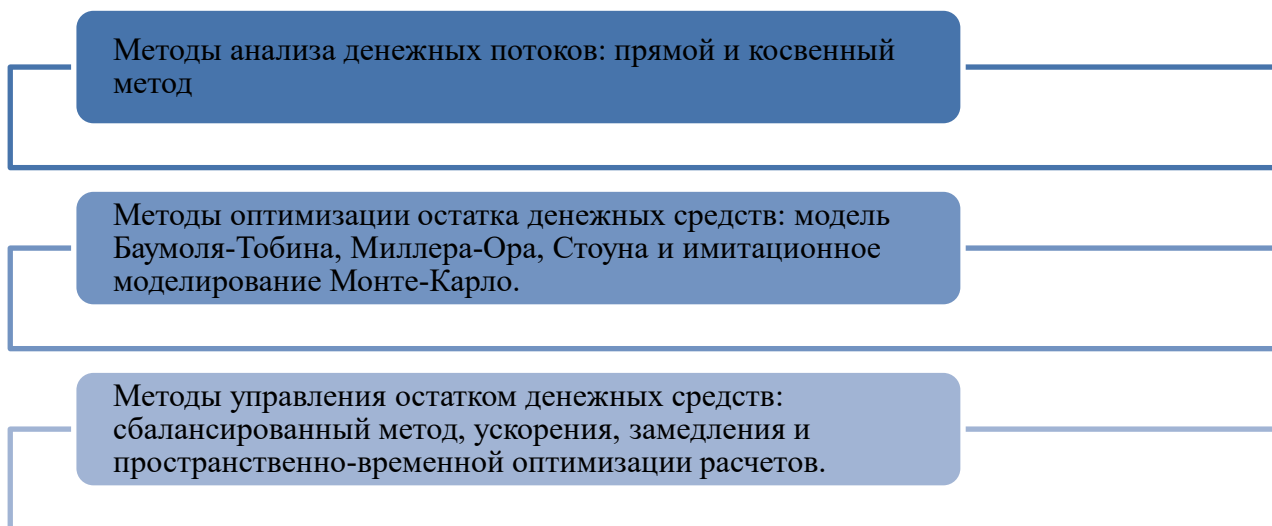 Методы анализа денежных потоков: прямой и косвенный
метод
Методы оптимизации остатка денежных средств: модель
Баумоля-Тобина, Миллера-Ора, Стоуна и имитационное
моделирование Монте-Карло.
Методы управления остатком денежных средств:
сбалансированный метод, ускорения, замедления и
пространственно-временной оптимизации расчетов.